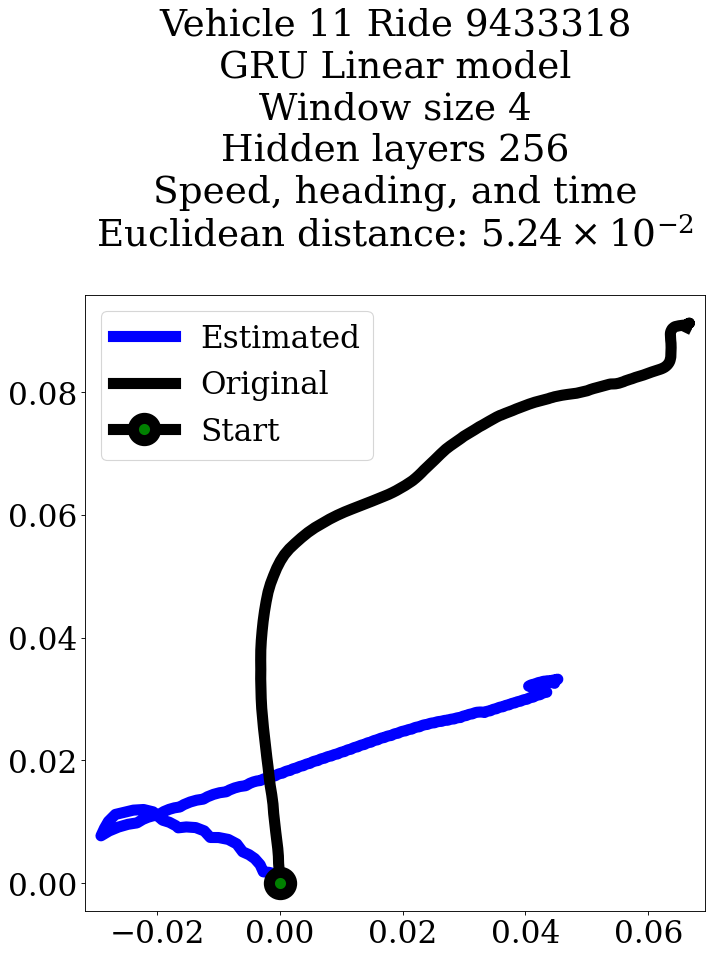 Vehicle 11 Ride 9433318
GRU Linear model
Window size 4
Hidden layers 256
Speed, heading, and time
Euclidean distance: 5.24 × 10⁻²
Estimated
Original
Start
0.08
0.06
0.04
0.02
0.00
−0.02 0.00 0.02 0.04 0.06